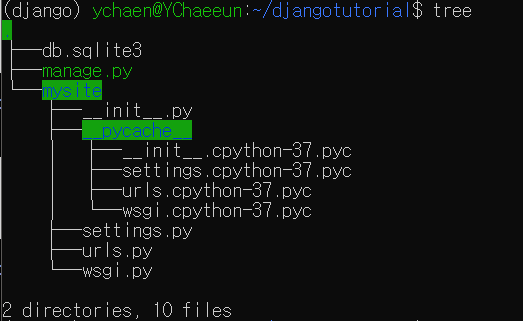 (django) ychaen@YChaeeun:~/djangotutorial$ tree
.
├──db.sqlite3
├──manage.py
└──mysite
    ├──__init__.py
    ├──__pycache__
    │   ├──__init__.cpython-37.pyc
    │   ├──settings.cpython-37.pyc
    │   ├──urls.cpython-37.pyc
    │   └──wsgi.cpython-37.pyc
    ├──settings.py
    ├──urls.py
    └──wsgi.py

2 directories, 10 files